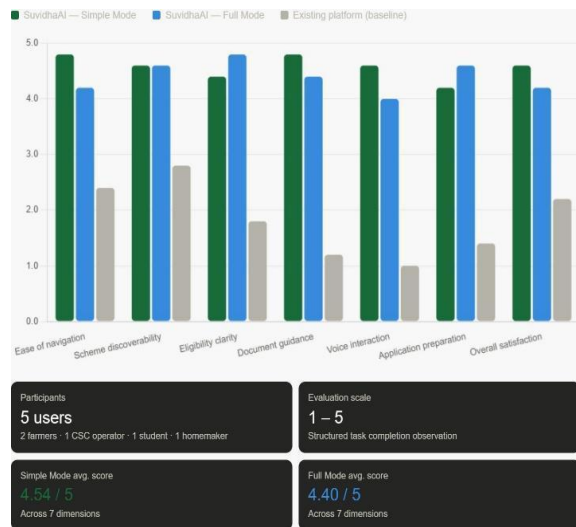 SuvidhaAI — Simple Mode SuvidhaAI — Full Mode Existing platform (baseline)
5.0
4.0
3.0
2.0
1.0
0.0
Ease of navigation
Scheme discoverability
Eligibility clarity
Document guidance
Voice interaction
Application preparation
Overall satisfaction
Participants
5 users
2 farmers · 1 CSC operator · 1 student · 1 homemaker
Evaluation scale
1 – 5
Structured task completion observation
Simple Mode avg. score
4.54 / 5
Across 7 dimensions
Full Mode avg. score
4.40 / 5
Across 7 dimensions